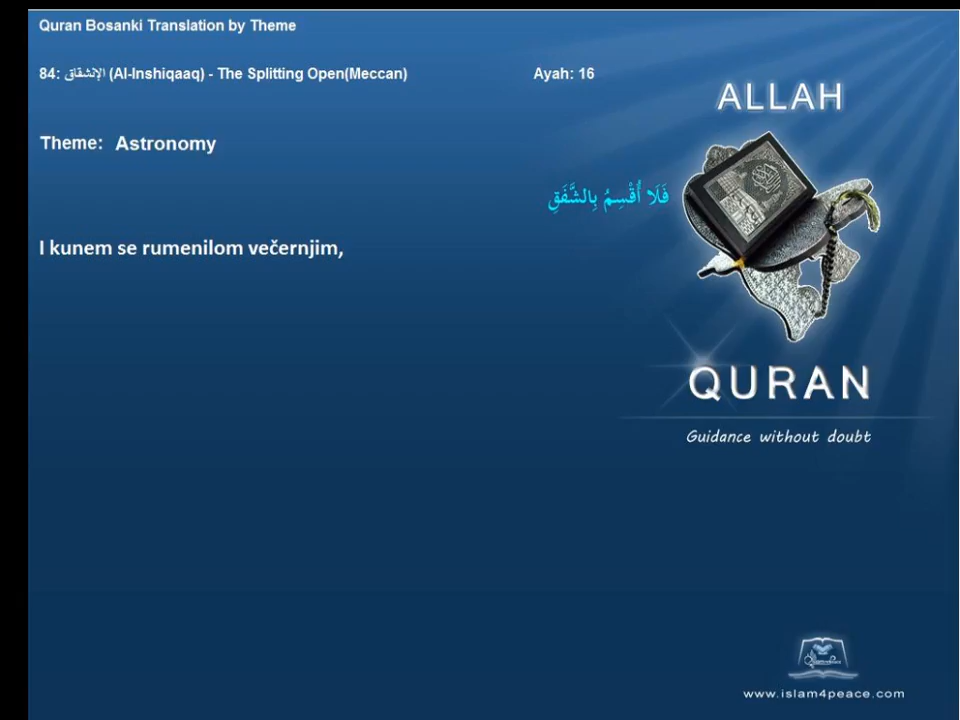 Quran Bosanki Translation by Theme
84: الإنشقاق (Al-Inshiqaaq) - The Splitting Open(Meccan) Ayah: 16
ALLAH
Theme: Astronomy
فَلَا أُقْسِمُ بِالشَّفَقِ
I kunem se rumenilom večernjim,
QURAN
Guidance without doubt
www.islam4peace.com